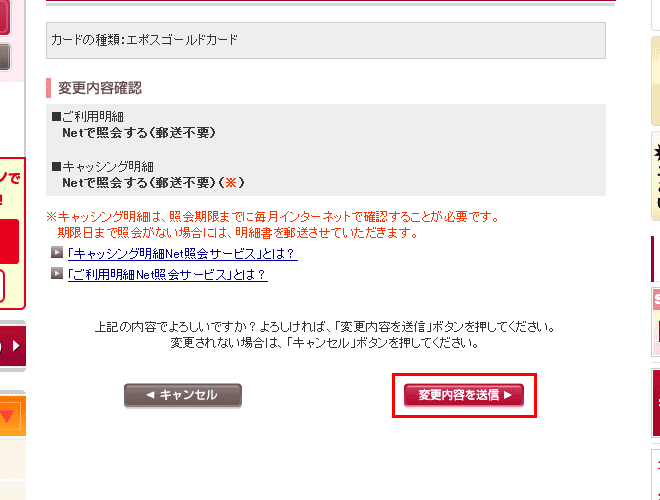 カードの種類：エポスゴールドカード
変更内容確認
■ご利用明細
Netで照会する（郵送不要）
■キャッシング明細
Netで照会する（郵送不要）（※）
※キャッシング明細は、照会期限までに毎月インターネットで確認することが必要です。
期限日まで照会がない場合には、明細書を郵送させていただきます。
「キャッシング明細Net照会サービス」とは？
「ご利用明細Net照会サービス」とは？
上記の内容でよろしいですか？よろしければ、「変更内容を送信」ボタンを押してください。
変更されない場合は、「キャンセル」ボタンを押してください。
◀ キャンセル
変更内容を送信 ▶